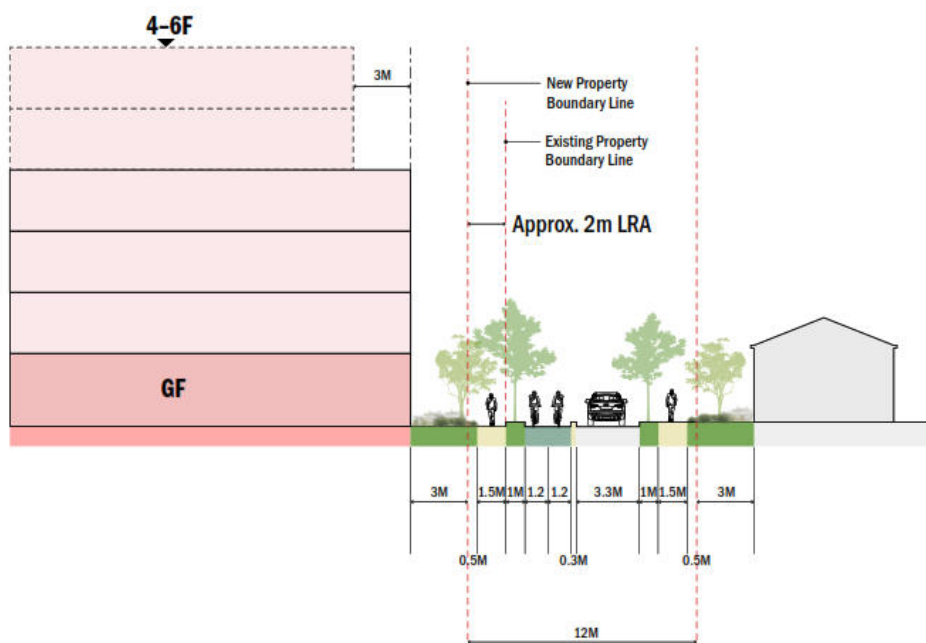 4–6F
3M
New Property
Boundary Line
Existing Property
Boundary Line
Approx. 2m LRA
GF
3M 1.5M 1M 1.2 1.2 3.3M 1M 1.5M 3M
0.5M 0.3M 0.5M
12M